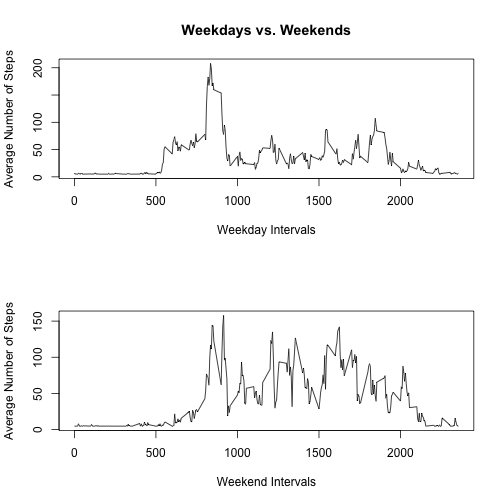 Weekdays vs. Weekends
Average Number of Steps
200
100
50
0
0 500 1000 1500 2000
Weekday Intervals
Average Number of Steps
150
100
50
0
0 500 1000 1500 2000
Weekend Intervals